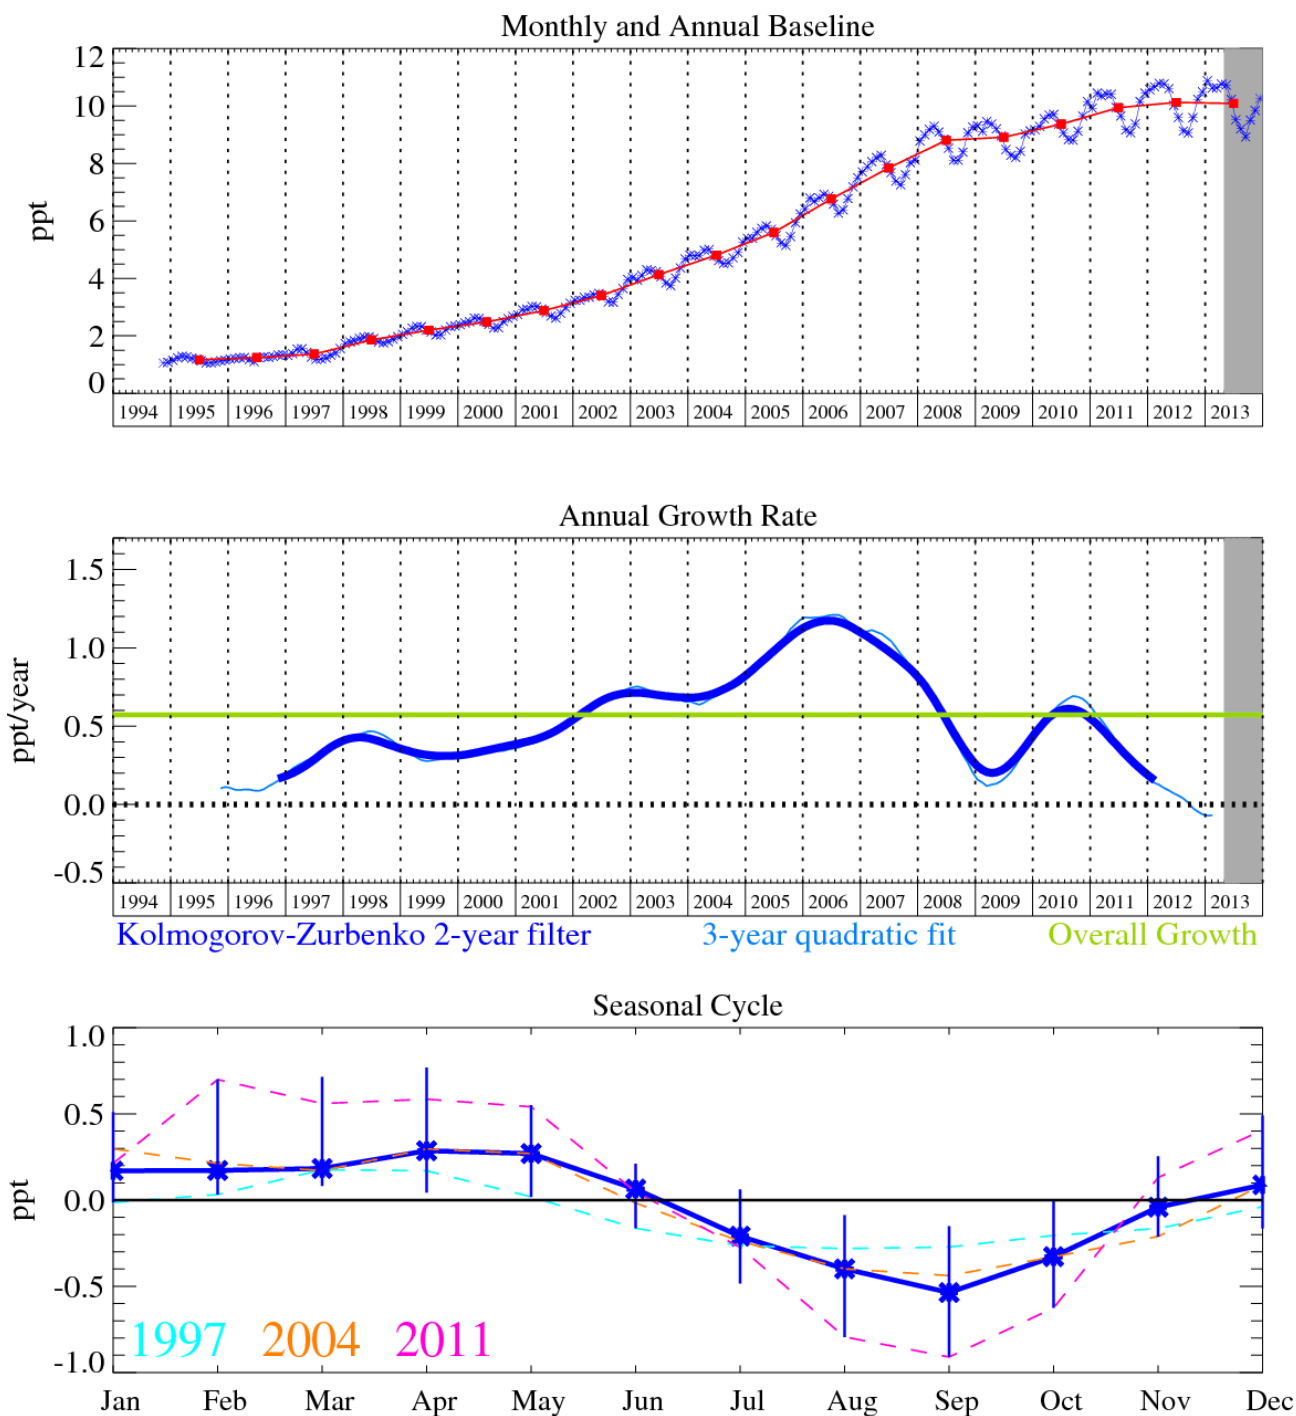 Monthly and Annual Baseline
12
10
8
6
4
2
0
ppt
1994 1995 1996 1997 1998 1999 2000 2001 2002 2003 2004 2005 2006 2007 2008 2009 2010 2011 2012 2013
Annual Growth Rate
1.5
1.0
0.5
0.0
-0.5
ppt/year
1994 1995 1996 1997 1998 1999 2000 2001 2002 2003 2004 2005 2006 2007 2008 2009 2010 2011 2012 2013
Kolmogorov-Zurbenko 2-year filter 3-year quadratic fit Overall Growth
Seasonal Cycle
1.0
0.5
0.0
-0.5
-1.0
ppt
1997 2004 2011
Jan Feb Mar Apr May Jun Jul Aug Sep Oct Nov Dec